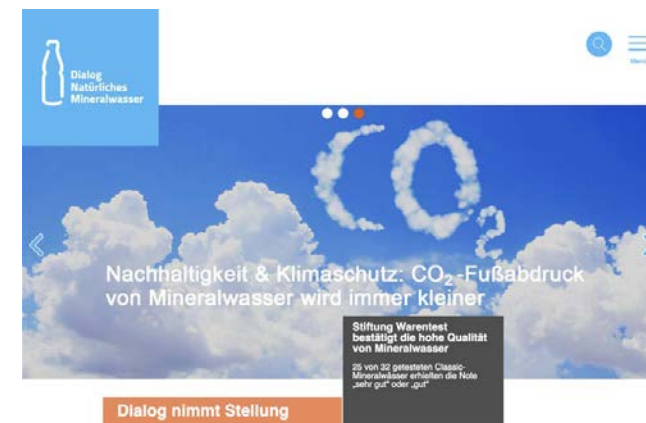 Dialog
Natürliches
Mineralwasser
Menü
CO2
Nachhaltigkeit & Klimaschutz: CO₂-Fußabdruck
von Mineralwasser wird immer kleiner
Stiftung Warentest
bestätigt die hohe Qualität
von Mineralwasser
25 von 32 getesteten Classic-
Mineralwässer erhielten die Note
„sehr gut“ oder „gut“
Dialog nimmt Stellung